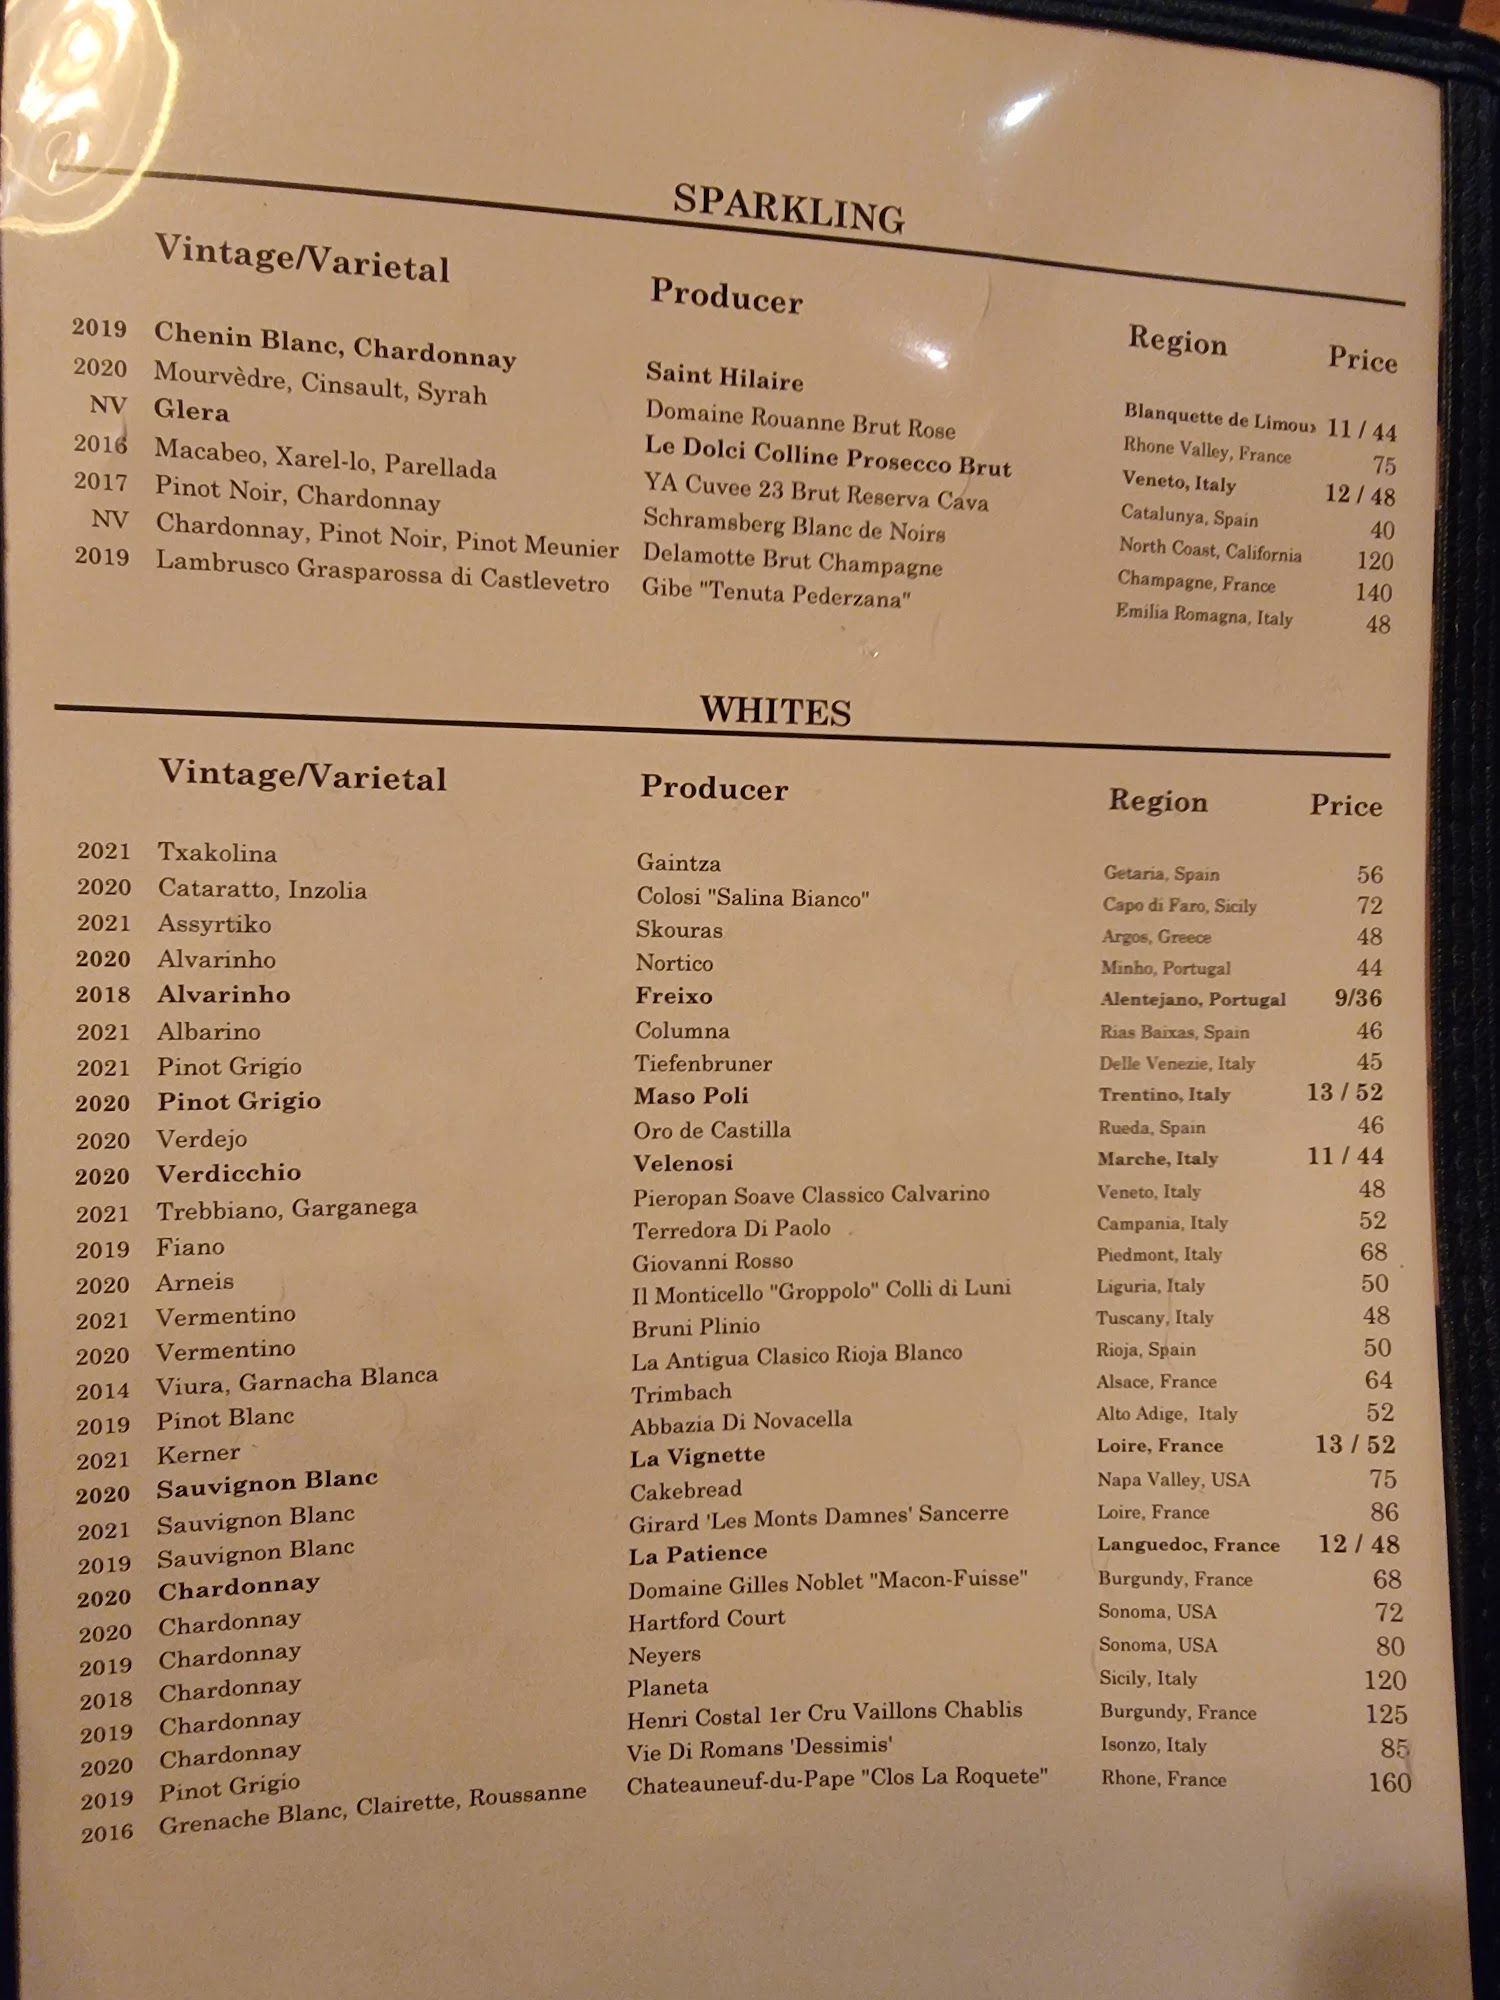 SPARKLING
Vintage/Varietal Producer Region Price
2019 Chenin Blanc, Chardonnay Saint Hilaire Blanquette de Limoux 11 / 44
2020 Mourvèdre, Cinsault, Syrah Domaine Rouanne Brut Rose Rhone Valley, France 75
NV Glera Le Dolci Colline Prosecco Brut Veneto, Italy 12 / 48
2016 Macabeo, Xarel-lo, Parellada YA Cuvee 23 Brut Reserva Cava Catalunya, Spain 40
2017 Pinot Noir, Chardonnay Schramsberg Blanc de Noirs North Coast, California 120
NV Chardonnay, Pinot Noir, Pinot Meunier Delamotte Brut Champagne Champagne, France 140
2019 Lambrusco Grasparossa di Castlevetro Gibe "Tenuta Pederzana" Emilia Romagna, Italy 48
WHITES
Vintage/Varietal Producer Region Price
2021 Txakolina Gaintza Getaria, Spain 56
2020 Cataratto, Inzolia Colosi "Salina Bianco" Capo di Faro, Sicily 72
2021 Assyrtiko Skouras Argos, Greece 48
2020 Alvarinho Nortico Minho, Portugal 44
2018 Alvarinho Freixo Alentejano, Portugal 9/36
2021 Albarino Columna Rias Baixas, Spain 46
2021 Pinot Grigio Tiefenbruner Delle Venezie, Italy 45
2020 Pinot Grigio Maso Poli Trentino, Italy 13 / 52
2020 Verdejo Oro de Castilla Rueda, Spain 46
2020 Verdicchio Velenosi Marche, Italy 11 / 44
2021 Trebbiano, Garganega Pieropan Soave Classico Calvarino Veneto, Italy 48
2019 Fiano Terredora Di Paolo Campania, Italy 52
2020 Arneis Giovanni Rosso Piedmont, Italy 68
2021 Vermentino Il Monticello "Groppolo" Colli di Luni Liguria, Italy 50
2020 Vermentino Bruni Plinio Tuscany, Italy 48
2014 Viura, Garnacha Blanca La Antigua Clasico Rioja Blanco Rioja, Spain 50
2019 Pinot Blanc Trimbach Alsace, France 64
2021 Kerner Abbazia Di Novacella Alto Adige, Italy 52
2020 Sauvignon Blanc La Vignette Loire, France 13 / 52
2021 Sauvignon Blanc Cakebread Napa Valley, USA 75
2019 Sauvignon Blanc Girard 'Les Monts Damnes' Sancerre Loire, France 86
2020 Chardonnay La Patience Languedoc, France 12 / 48
2020 Chardonnay Domaine Gilles Noblet "Macon-Fuisse" Burgundy, France 68
2019 Chardonnay Hartford Court Sonoma, USA 72
2018 Chardonnay Neyers Sonoma, USA 80
2019 Chardonnay Planeta Sicily, Italy 120
2020 Chardonnay Henri Costal 1er Cru Vaillons Chablis Burgundy, France 125
2019 Pinot Grigio Vie Di Romans 'Dessimis' Isonzo, Italy 85
2016 Grenache Blanc, Clairette, Roussanne Chateauneuf-du-Pape "Clos La Roquete" Rhone, France 160